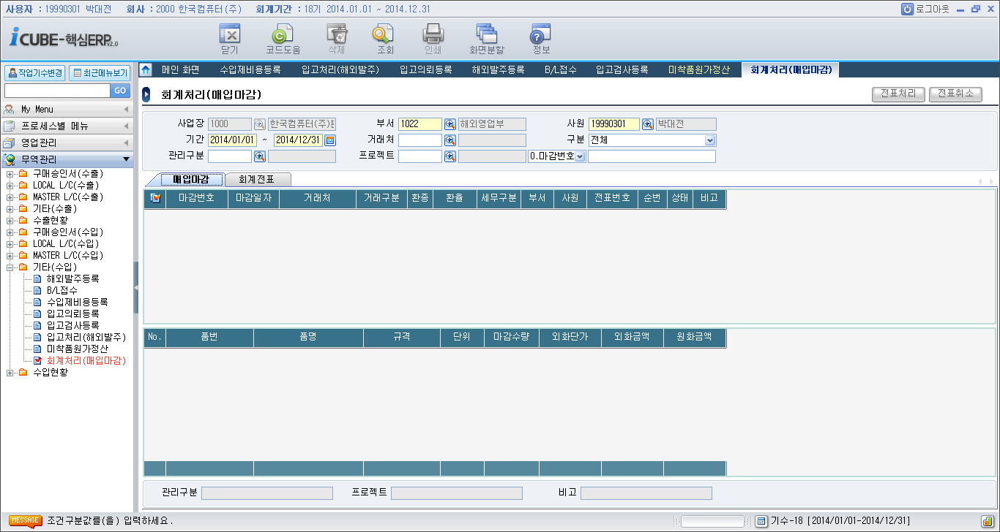 사용자 : 19990301 박대전 회사 : 2000 한국컴퓨터(주) 회계기간 : 18기 2014.01.01 ~ 2014.12.31 로그아웃
iCUBE-핵심ERP v2.0
닫기 코드도움 삭제 조회 인쇄 화면분할 정보
작업기수변경 최근메뉴보기
메인 화면 수입제비용등록 입고처리(해외발주) 입고의뢰등록 해외발주등록 B/L접수 입고검사등록 미착품원가정산 회계처리(매입마감)
GO
회계처리(매입마감) 전표처리 전표취소
My Menu
프로세스별 메뉴
영업관리
무역관리
구매승인서(수출)
LOCAL L/C(수출)
MASTER L/C(수출)
기타(수출)
수출현황
구매승인서(수입)
LOCAL L/C(수입)
MASTER L/C(수입)
기타(수입)
해외발주등록
B/L접수
수입제비용등록
입고의뢰등록
입고검사등록
입고처리(해외발주)
미착품원가정산
회계처리(매입마감)
수입현황
사업장 1000 한국컴퓨터(주) 부서 1022 해외영업부 사원 19990301 박대전
기간 2014/01/01 ~ 2014/12/31 거래처 구분 전체
관리구분 프로젝트 0.마감번호
매입마감 회계전표
마감번호 마감일자 거래처 거래구분 환종 환율 세무구분 부서 사원 전표번호 순번 상태 비고
No. 품번 품명 규격 단위 마감수량 외화단가 외화금액 원화금액
관리구분 프로젝트 비고
MESSAGE 조건구분값를(을) 입력하세요. 기수-18 [2014/01/01-2014/12/31]